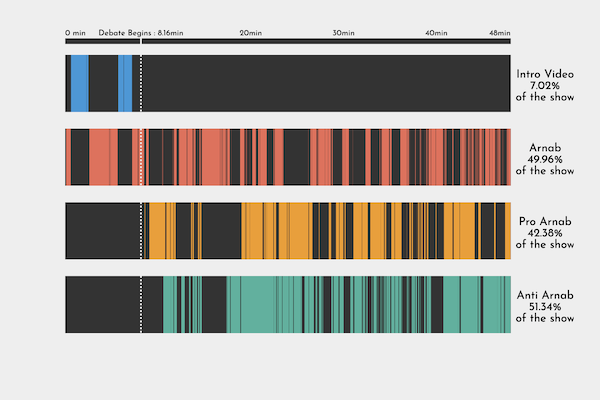 0 min Debate Begins : 8.16min 20min 30min 40min 48min
Intro Video
7.02%
of the show
Arnab
49.96%
of the show
Pro Arnab
42.38%
of the show
Anti Arnab
51.34%
of the show